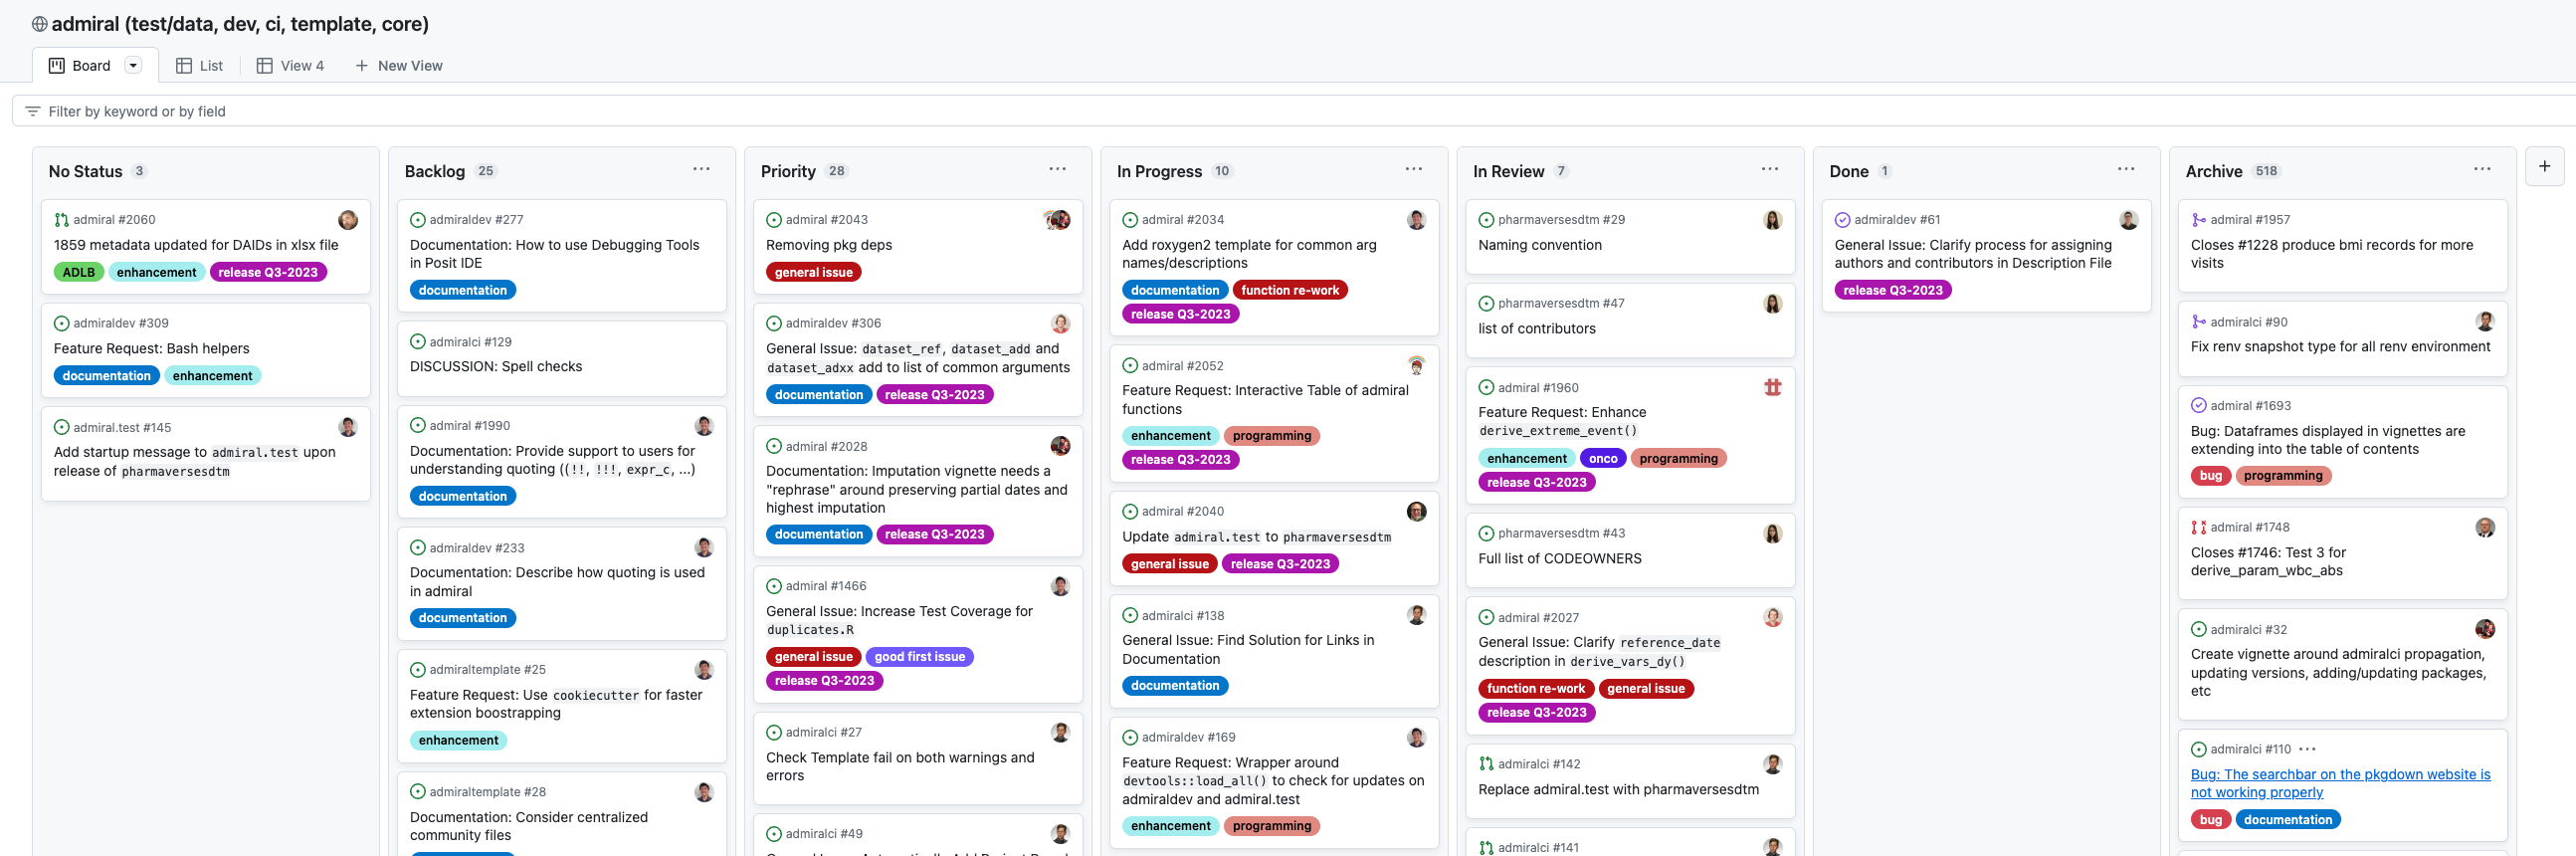 admiral (test/data, dev, ci, template, core)
Board
List
View 4
New View
Filter by keyword or by field
No Status 3
admiral #2060
1859 metadata updated for DAIDs in xlsx file
ADLB enhancement release Q3-2023
admiraldev #309
Feature Request: Bash helpers
documentation enhancement
admiral.test #145
Add startup message to admiral.test upon
release of pharmaversesdtm
Backlog 25
admiraldev #277
Documentation: How to use Debugging Tools
in Posit IDE
documentation
admiralci #129
DISCUSSION: Spell checks
admiral #1990
Documentation: Provide support to users for
understanding quoting ((!!, !!!, expr_c, ...)
documentation
admiraldev #233
Documentation: Describe how quoting is used
in admiral
documentation
admiraltemplate #25
Feature Request: Use cookiecutter for faster
extension boostrapping
enhancement
admiraltemplate #28
Documentation: Consider centralized
community files
Priority 28
admiral #2043
Removing pkg deps
general issue
admiraldev #306
General Issue: dataset_ref, dataset_add and
dataset_adxx add to list of common arguments
documentation release Q3-2023
admiral #2028
Documentation: Imputation vignette needs a
"rephrase" around preserving partial dates and
highest imputation
documentation release Q3-2023
admiral #1466
General Issue: Increase Test Coverage for
duplicates.R
general issue good first issue
release Q3-2023
admiralci #27
Check Template fail on both warnings and
errors
admiralci #49
In Progress 10
admiral #2034
Add roxygen2 template for common arg
names/descriptions
documentation function re-work
release Q3-2023
admiral #2052
Feature Request: Interactive Table of admiral
functions
enhancement programming
release Q3-2023
admiral #2040
Update admiral.test to pharmaversesdtm
general issue release Q3-2023
admiralci #138
General Issue: Find Solution for Links in
Documentation
documentation
admiraldev #169
Feature Request: Wrapper around
devtools::load_all() to check for updates on
admiraldev and admiral.test
enhancement programming
In Review 7
pharmaversesdtm #29
Naming convention
pharmaversesdtm #47
list of contributors
admiral #1960
Feature Request: Enhance
derive_extreme_event()
enhancement onco programming
release Q3-2023
pharmaversesdtm #43
Full list of CODEOWNERS
admiral #2027
General Issue: Clarify reference_date
description in derive_vars_dy()
function re-work general issue
release Q3-2023
admiralci #142
Replace admiral.test with pharmaversesdtm
admiralci #141
Done 1
admiraldev #61
General Issue: Clarify process for assigning
authors and contributors in Description File
release Q3-2023
Archive 518
admiral #1957
Closes #1228 produce bmi records for more
visits
admiralci #90
Fix renv snapshot type for all renv environment
admiral #1693
Bug: Dataframes displayed in vignettes are
extending into the table of contents
bug programming
admiral #1748
Closes #1746: Test 3 for
derive_param_wbc_abs
admiralci #32
Create vignette around admiralci propagation,
updating versions, adding/updating packages,
etc
admiralci #110
Bug: The searchbar on the pkgdown website is
not working properly
bug documentation